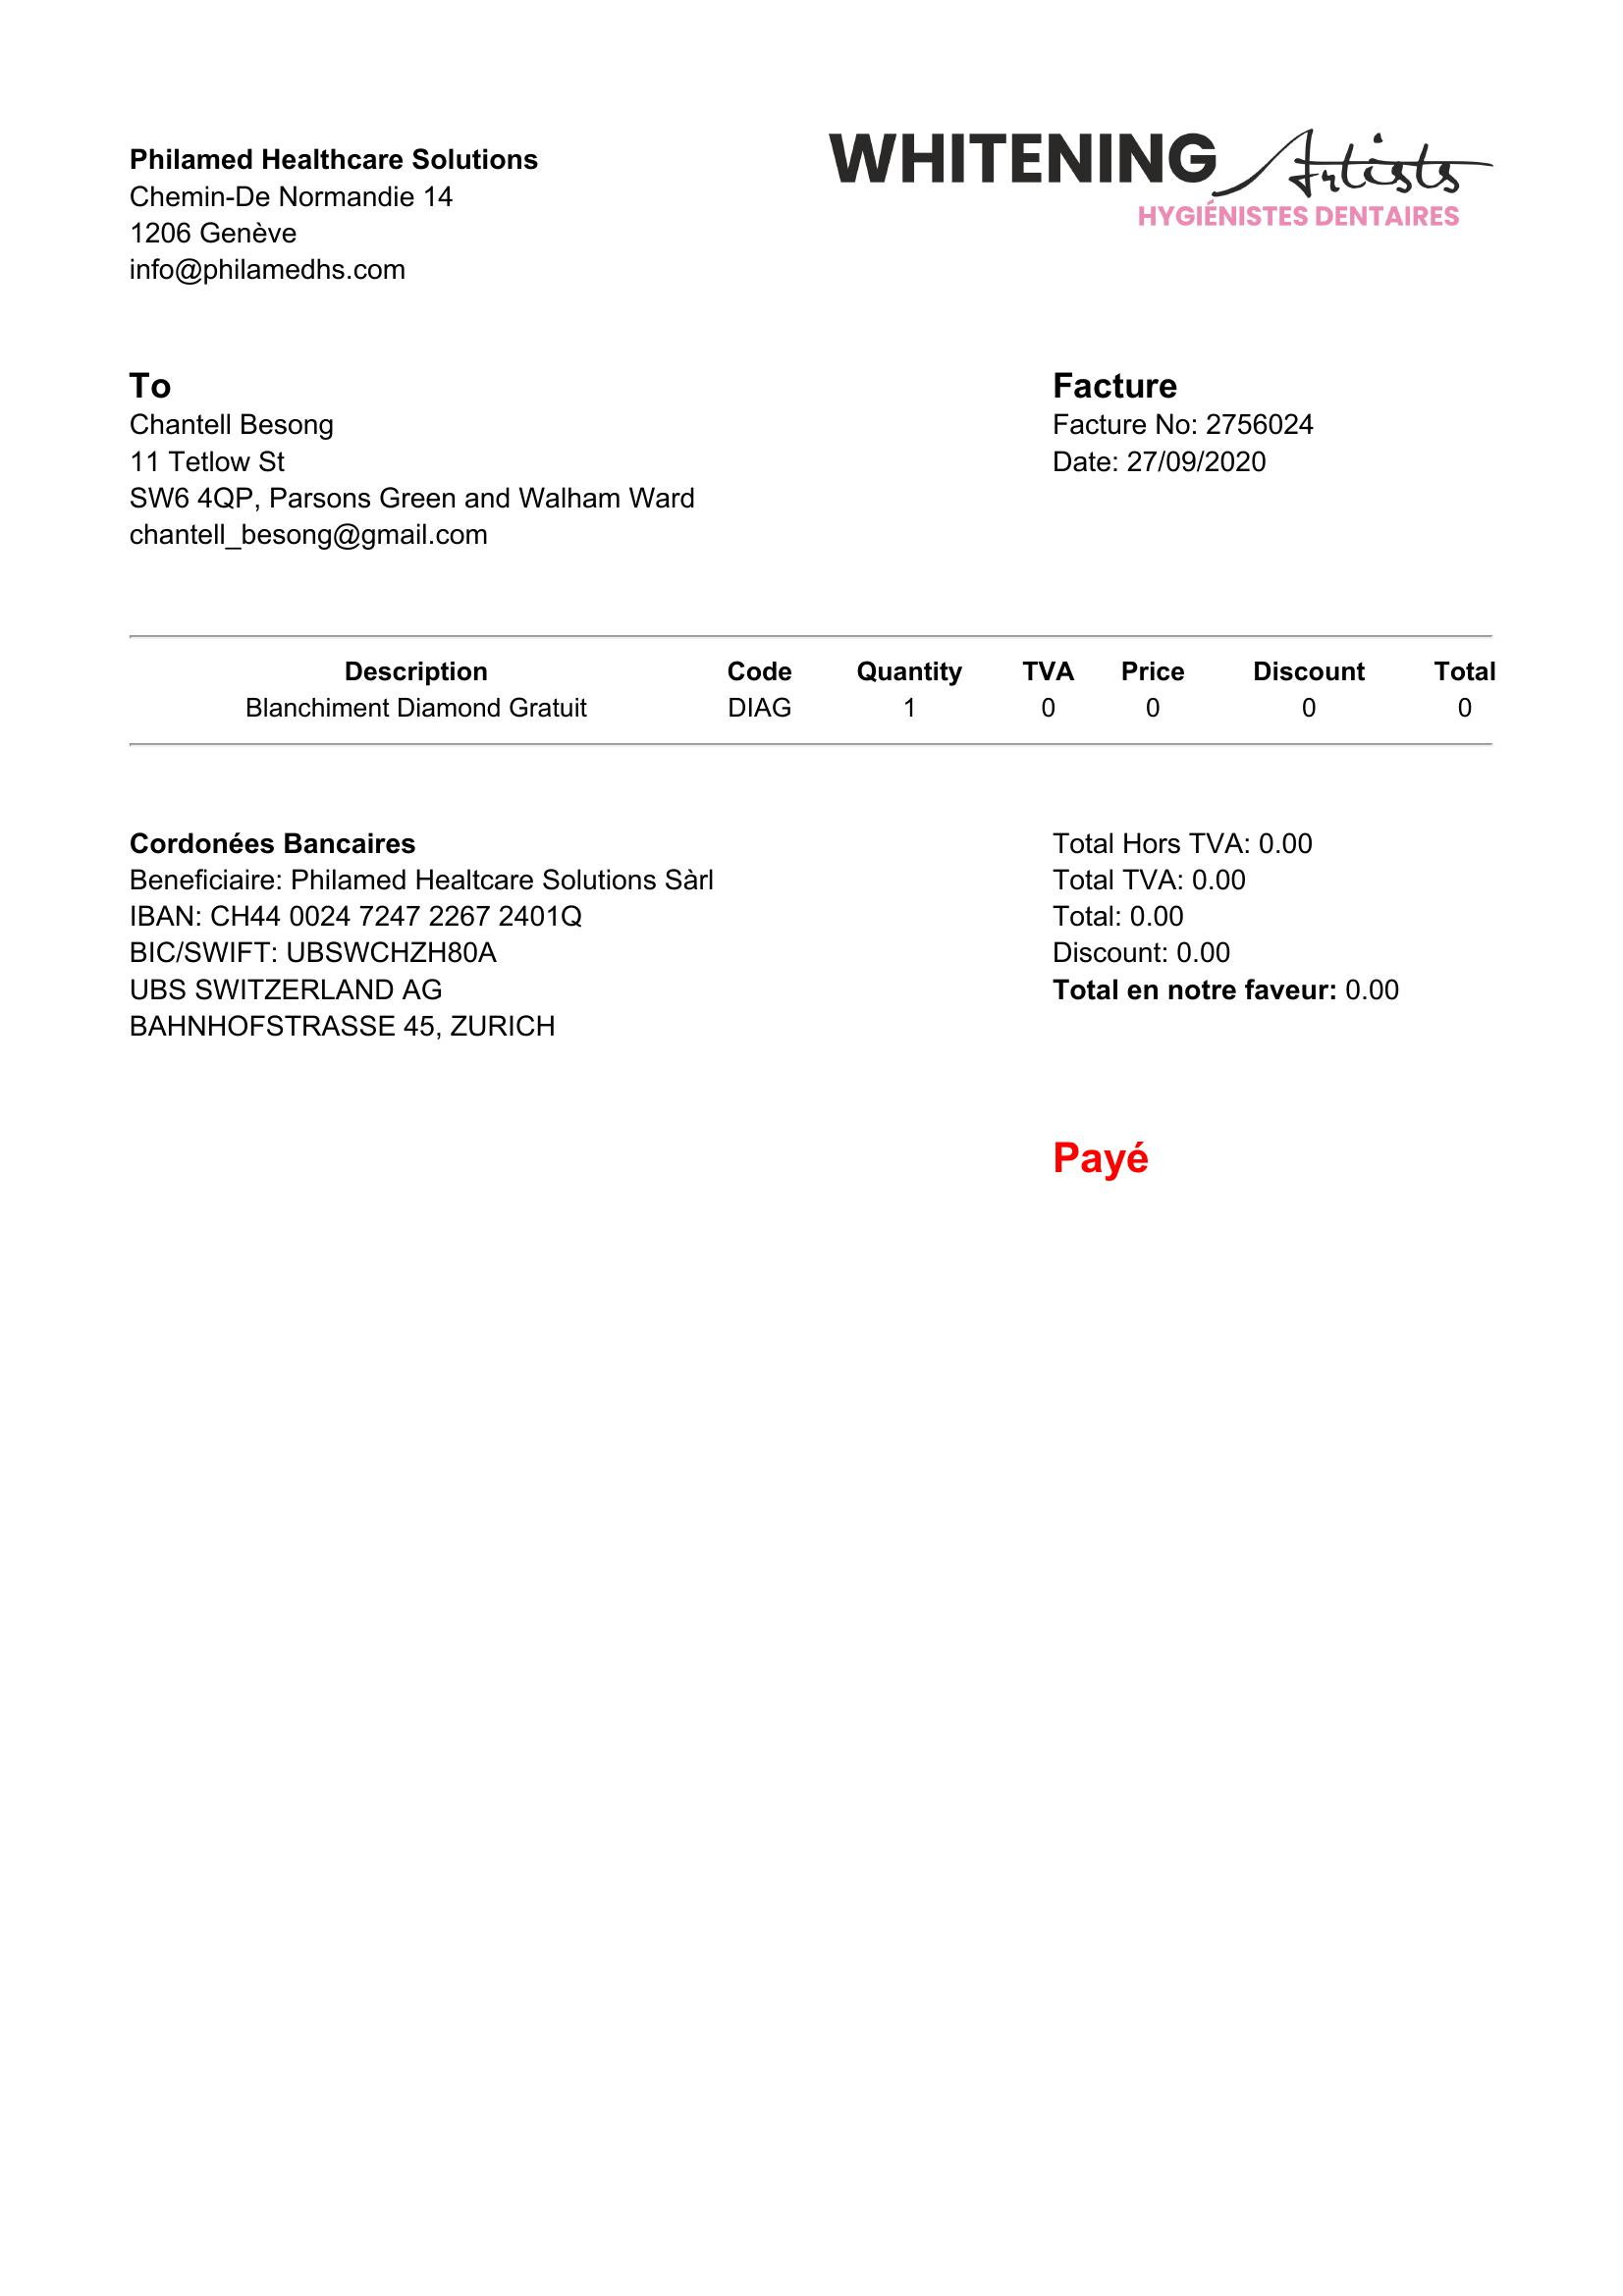 Philamed Healthcare Solutions
Chemin-De Normandie 14
1206 Genève
info@philamedhs.com
WHITENING Artists
HYGIÉNISTES DENTAIRES
To
Chantell Besong
11 Tetlow St
SW6 4QP, Parsons Green and Walham Ward
chantell_besong@gmail.com
Facture
Facture No: 2756024
Date: 27/09/2020
Description Code Quantity TVA Price Discount Total
Blanchiment Diamond Gratuit DIAG 1 0 0 0 0
Cordonées Bancaires
Beneficiaire: Philamed Healtcare Solutions Sàrl
IBAN: CH44 0024 7247 2267 2401Q
BIC/SWIFT: UBSWCHZH80A
UBS SWITZERLAND AG
BAHNHOFSTRASSE 45, ZURICH
Total Hors TVA: 0.00
Total TVA: 0.00
Total: 0.00
Discount: 0.00
Total en notre faveur: 0.00
Payé